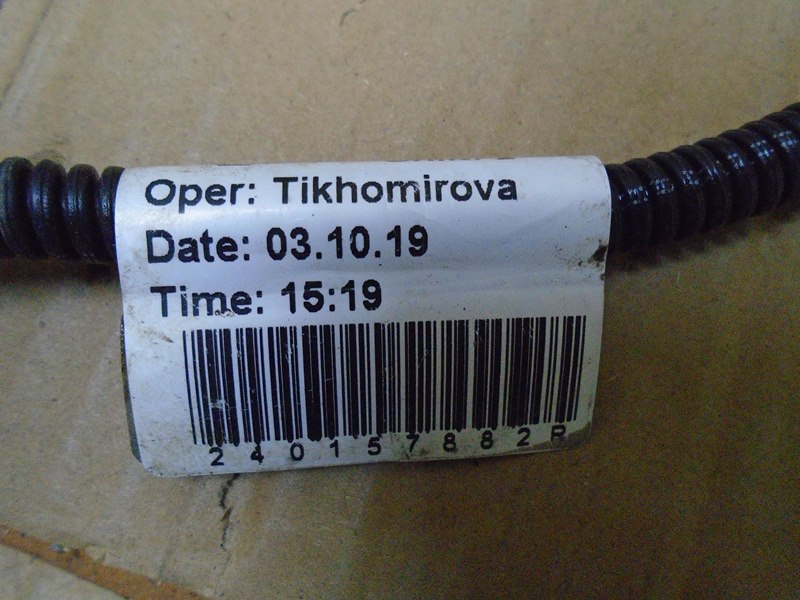 Oper: Tikhomirova
Date: 03.10.19
Time: 15:19
240157882R